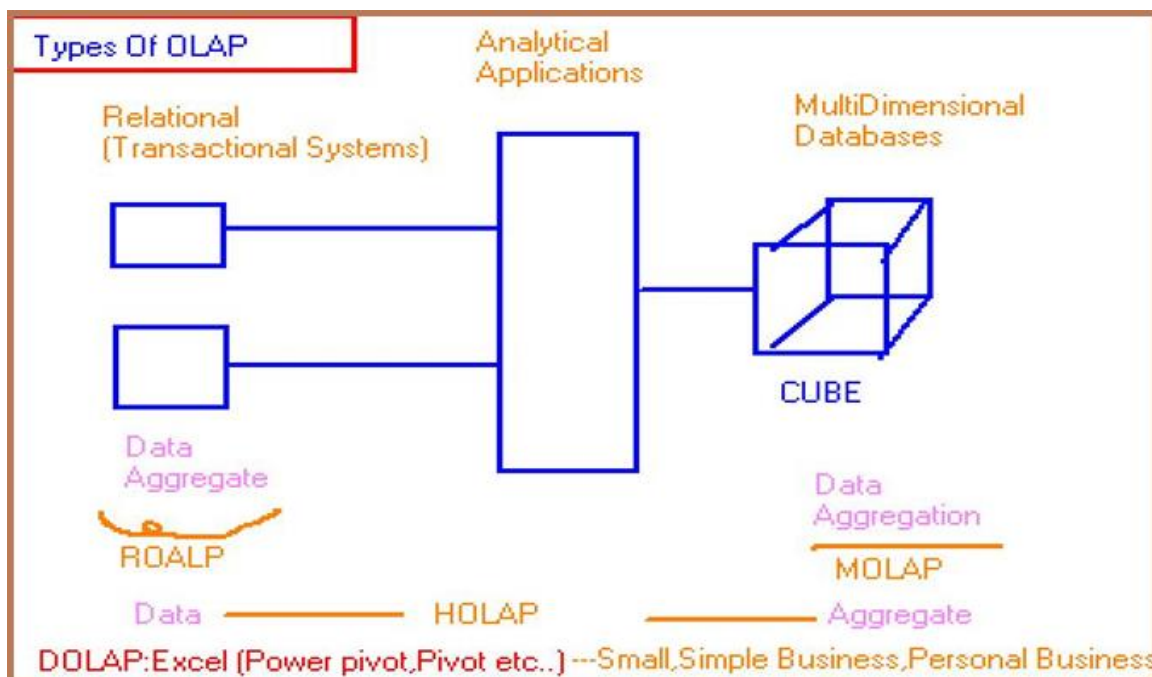 Types Of OLAP
Analytical
Applications
Relational
(Transactional Systems)
MultiDimensional
Databases
CUBE
Data
Aggregate
ROALP
Data
Aggregation
MOLAP
Data HOLAP Aggregate
DOLAP:Excel (Power pivot,Pivot etc..) ---Small,Simple Business,Personal Business